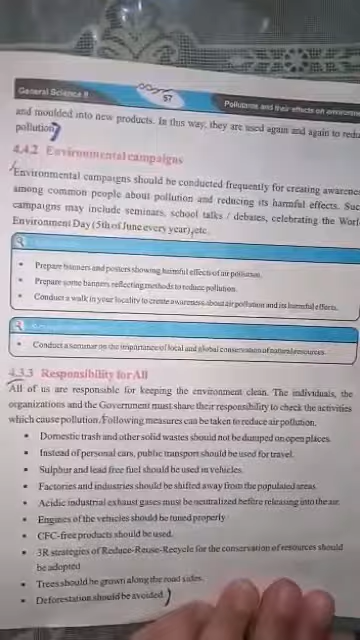 General Science 8
57
Pollutants and their effects on environment
and moulded into new products. In this way, they are used again and again to
pollution
4.4.2 Environmental campaigns
Environmental campaigns should be conducted frequently for creating
among common people about pollution and reducing its harmful effects.
campaigns may include seminars, school talks / debates, celebrating the
Environment Day (5th of June every year), etc.
• Prepare banners and posters showing harmful effects of air pollution.
• Prepare some banners reflecting methods to reduce pollution.
• Conduct a walk in your locality to create awareness about air pollution and its harmful effects.
• Conduct a seminar on the importance of local and global conservation of natural resources.
4.3.3 Responsibility for All
All of us are responsible for keeping the environment clean. The individuals, the
organizations and the Government must share their responsibility to check the activities
which cause pollution. Following measures can be taken to reduce air pollution.
• Domestic trash and other solid wastes should not be dumped on open places.
• Instead of personal cars, public transport should be used for travel.
• Sulphur and lead free fuel should be used in vehicles.
• Factories and industries should be shifted away from the populated areas.
• Acidic industrial exhaust gases must be neutralized before releasing into the air.
• Engines of the vehicles should be tuned properly
• CFC-free products should be used.
• 3R strategies of Reduce-Reuse-Recycle for the conservation of resources should
be adopted
• Trees should be grown along the road sides.
• Deforestation should be avoided.